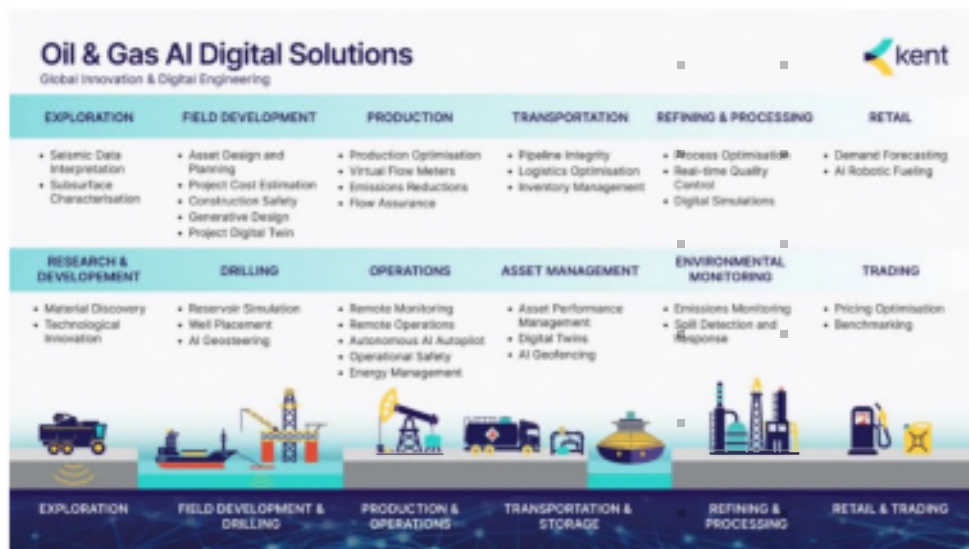 Oil & Gas AI Digital Solutions
Global Innovation & Digital Engineering
kent
EXPLORATION
• Seismic Data
Interpretation
• Subsurface
Characterisation
FIELD DEVELOPMENT
• Asset Design and
Planning
• Project Cost Estimation
• Construction Safety
• Generative Design
• Project Digital Twin
PRODUCTION
• Production Optimisation
• Virtual Flow Meters
• Emissions Reductions
• Flow Assurance
TRANSPORTATION
• Pipeline Integrity
• Logistics Optimisation
• Inventory Management
REFINING & PROCESSING
• Process Optimisation
• Real-time Quality
Control
• Digital Simulations
RETAIL
• Demand Forecasting
• AI Robotic Fueling
RESEARCH &
DEVELOPEMENT
• Material Discovery
• Technological
Innovation
DRILLING
• Reservoir Simulation
• Well Placement
• AI Geosteering
OPERATIONS
• Remote Monitoring
• Remote Operations
• Autonomous AI Autopilot
• Operational Safety
• Energy Management
ASSET MANAGEMENT
• Asset Performance
Management
• Digital Twins
• AI Geofencing
ENVIRONMENTAL
MONITORING
• Emissions Monitoring
• Spill Detection and
Response
TRADING
• Pricing Optimisation
• Benchmarking
EXPLORATION
FIELD DEVELOPMENT &
DRILLING
PRODUCTION &
OPERATIONS
TRANSPORTATION &
STORAGE
REFINING &
PROCESSING
RETAIL & TRADING